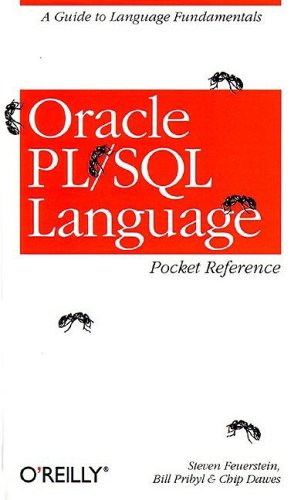 A Guide to Language Fundamentals
Oracle
PL/SQL
Language
Pocket Reference
Steven Feuerstein,
Bill Pribyl & Chip Dawes
O'REILLY®